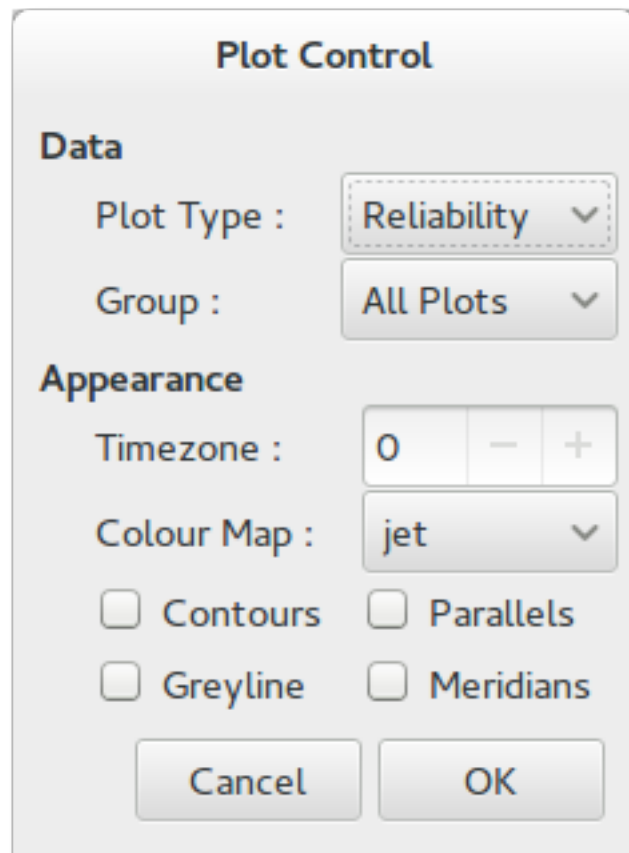 Plot Control
Data
Plot Type : Reliability
Group : All Plots
Appearance
Timezone : 0 − +
Colour Map : jet
Contours Parallels
Greyline Meridians
Cancel OK